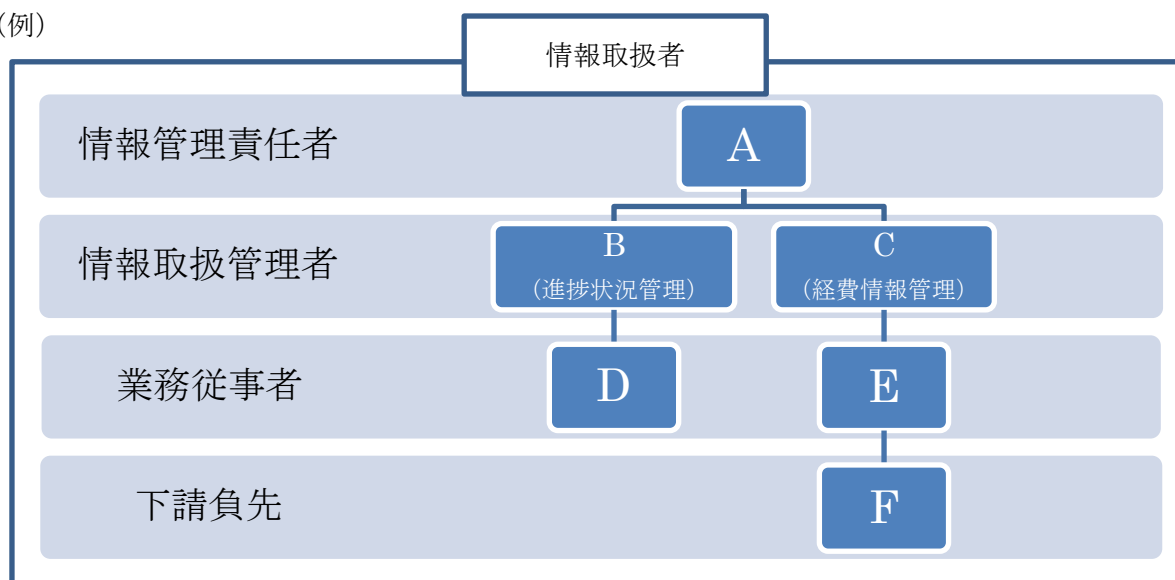 (例)
情報取扱者
情報管理責任者
A
情報取扱管理者
B
(進捗状況管理)
C
(経費情報管理)
業務従事者
D
E
下請負先
F